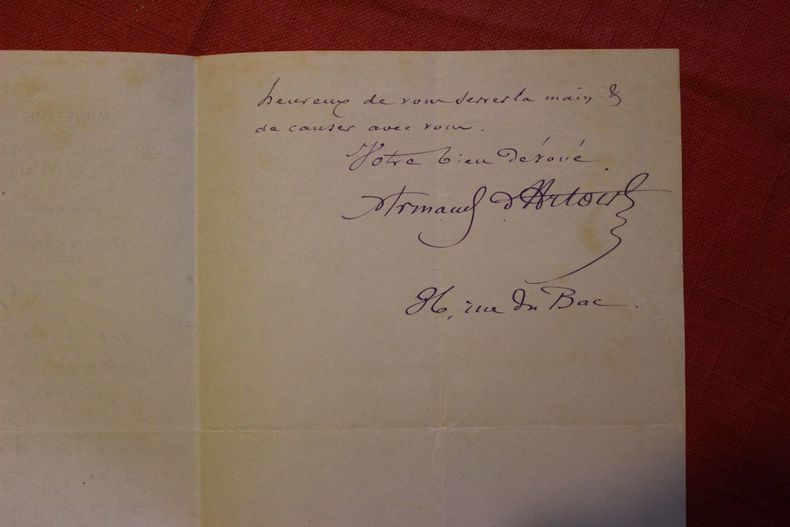 MINISTÈRE
heureux de vous serrer la main &
de causer avec vous.
Votre bien dévoué
Armand d'Artois
86, rue du Bac.